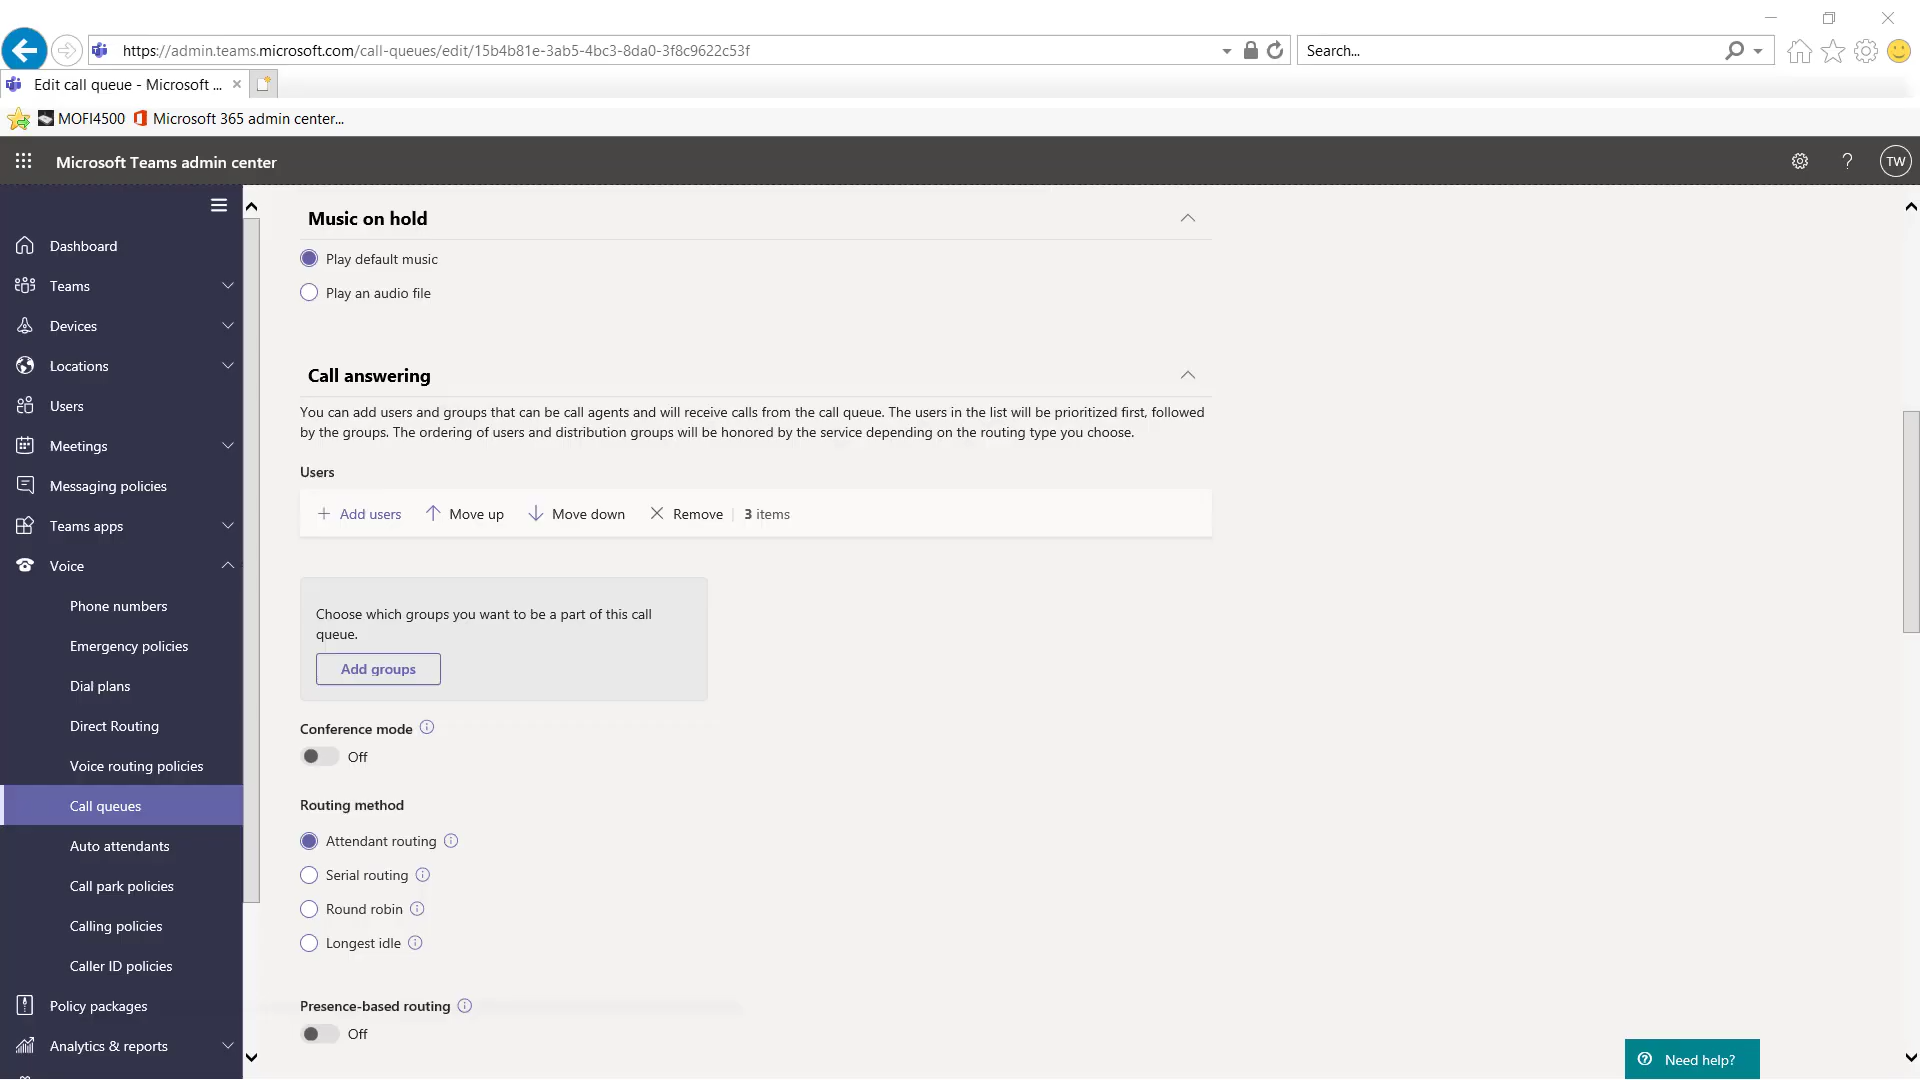 https://admin.teams.microsoft.com/call-queues/edit/15b4b81e-3ab5-4bc3-8da0-3f8c9622c53f
Search...
Edit call queue - Microsoft ...
MOFI4500
Microsoft 365 admin center...
Microsoft Teams admin center
?
TW
Dashboard
Teams
Devices
Locations
Users
Meetings
Messaging policies
Teams apps
Voice
Phone numbers
Emergency policies
Dial plans
Direct Routing
Voice routing policies
Call queues
Auto attendants
Call park policies
Calling policies
Caller ID policies
Policy packages
Analytics & reports
Music on hold
Play default music
Play an audio file
Call answering
You can add users and groups that can be call agents and will receive calls from the call queue. The users in the list will be prioritized first, followed
by the groups. The ordering of users and distribution groups will be honored by the service depending on the routing type you choose.
Users
+ Add users
Move up
Move down
Remove
3 items
Choose which groups you want to be a part of this call
queue.
Add groups
Conference mode
Off
Routing method
Attendant routing
Serial routing
Round robin
Longest idle
Presence-based routing
Off
Need help?